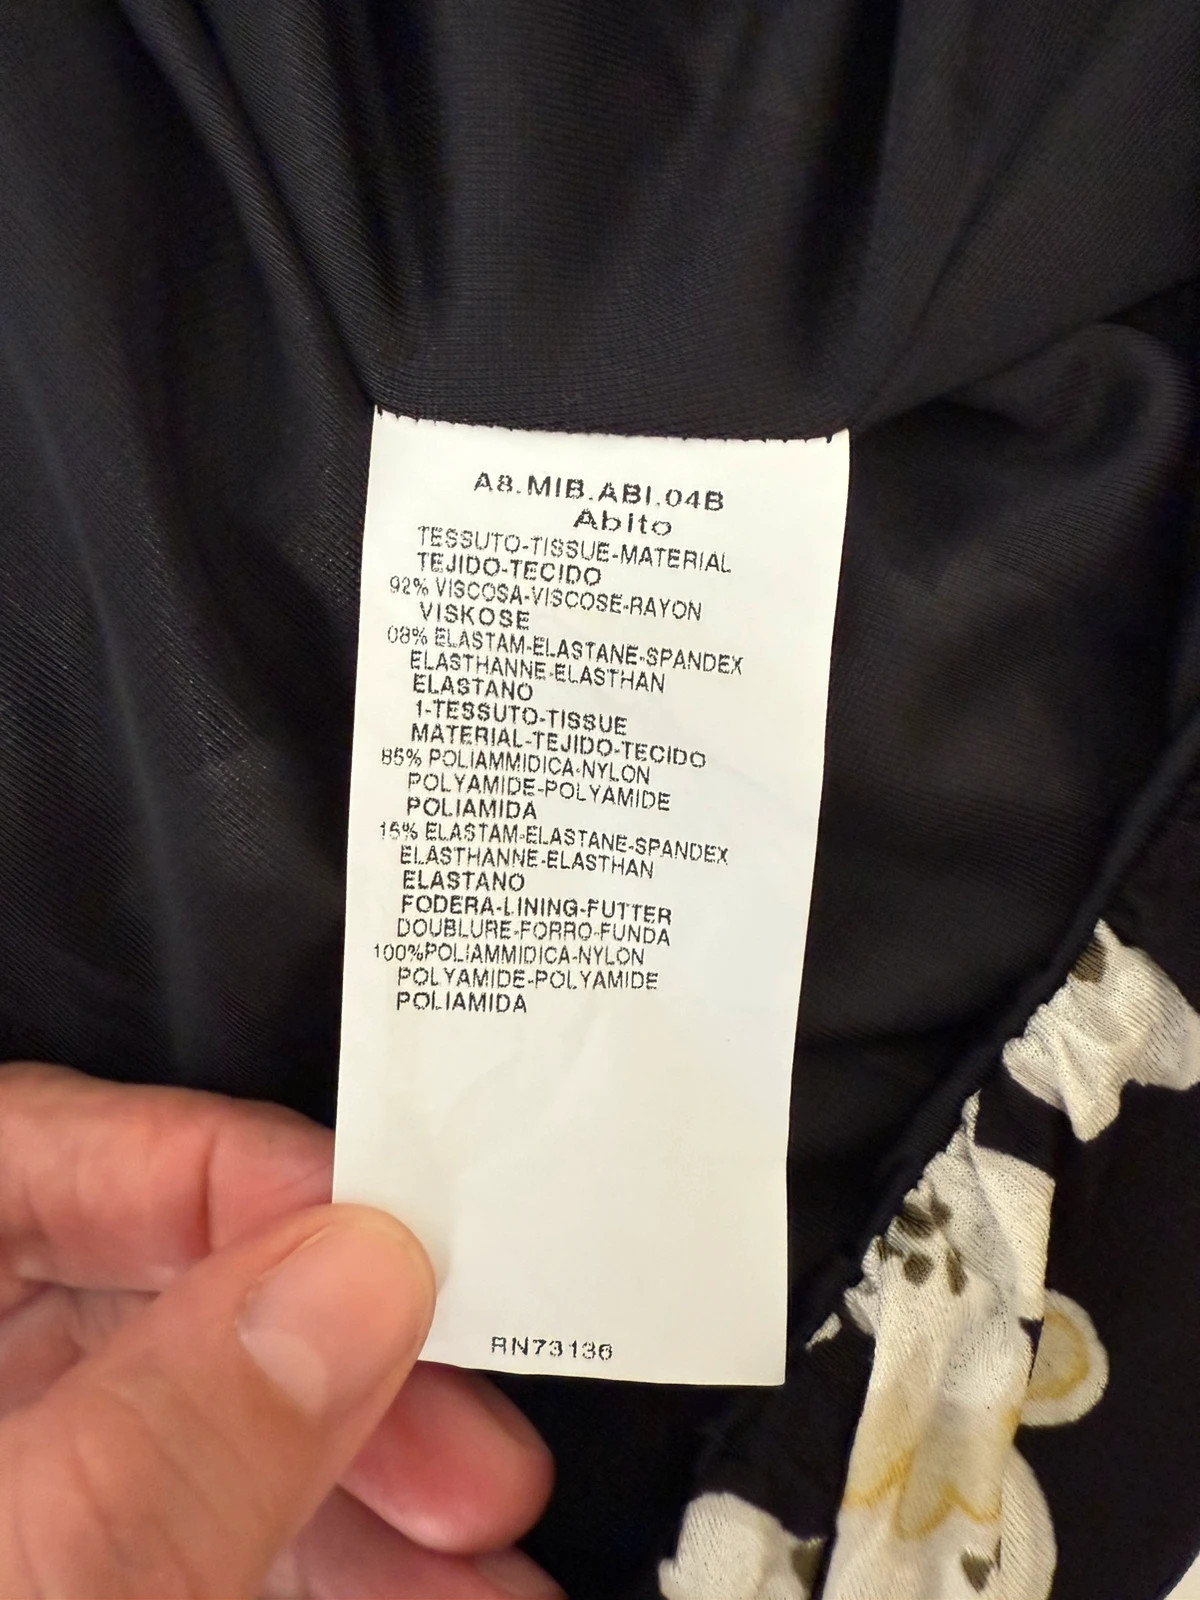 A8.MIB.ABI.04B
Abito
TESSUTO-TISSUE-MATERIAL
TEJIDO-TECIDO
92% VISCOSA-VISCOSE-RAYON
VISKOSE
08% ELASTAM-ELASTANE-SPANDEX
ELASTHANNE-ELASTHAN
ELASTANO
1-TESSUTO-TISSUE
MATERIAL-TEJIDO-TECIDO
85% POLIAMMIDICA-NYLON
POLYAMIDE-POLYAMIDE
POLIAMIDA
15% ELASTAM-ELASTANE-SPANDEX
ELASTHANNE-ELASTHAN
ELASTANO
FODERA-LINING-FUTTER
DOUBLURE-FORRO-FUNDA
100%POLIAMMIDICA-NYLON
POLYAMIDE-POLYAMIDE
POLIAMIDA
RN73136